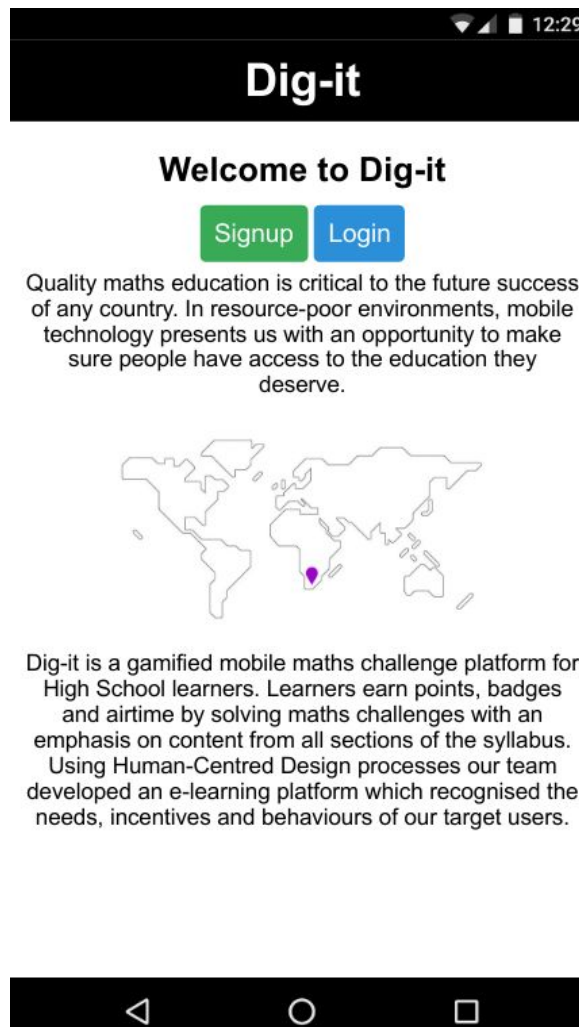 12:29
Dig-it
Welcome to Dig-it
Signup Login
Quality maths education is critical to the future success
of any country. In resource-poor environments, mobile
technology presents us with an opportunity to make
sure people have access to the education they
deserve.
Dig-it is a gamified mobile maths challenge platform for
High School learners. Learners earn points, badges
and airtime by solving maths challenges with an
emphasis on content from all sections of the syllabus.
Using Human-Centred Design processes our team
developed an e-learning platform which recognised the
needs, incentives and behaviours of our target users.